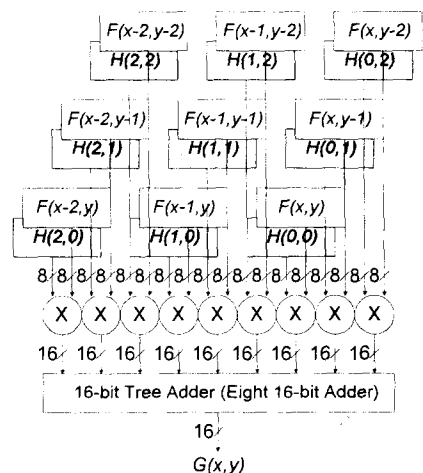 F(x-2,y-2) F(x-1,y-2) F(x,y-2)
H(2,2) H(1,2) H(0,2)
F(x-2,y-1) F(x-1,y-1) F(x,y-1)
H(2,1) H(1,1) H(0,1)
F(x-2,y) F(x-1,y) F(x,y)
H(2,0) H(1,0) H(0,0)
8 8 8 8 8 8 8 8 8 8 8 8 8 8 8 8 8 8
X X X X X X X X X
16 16 16 16 16 16 16 16 16
16-bit Tree Adder (Eight 16-bit Adder)
16
G(x,y)